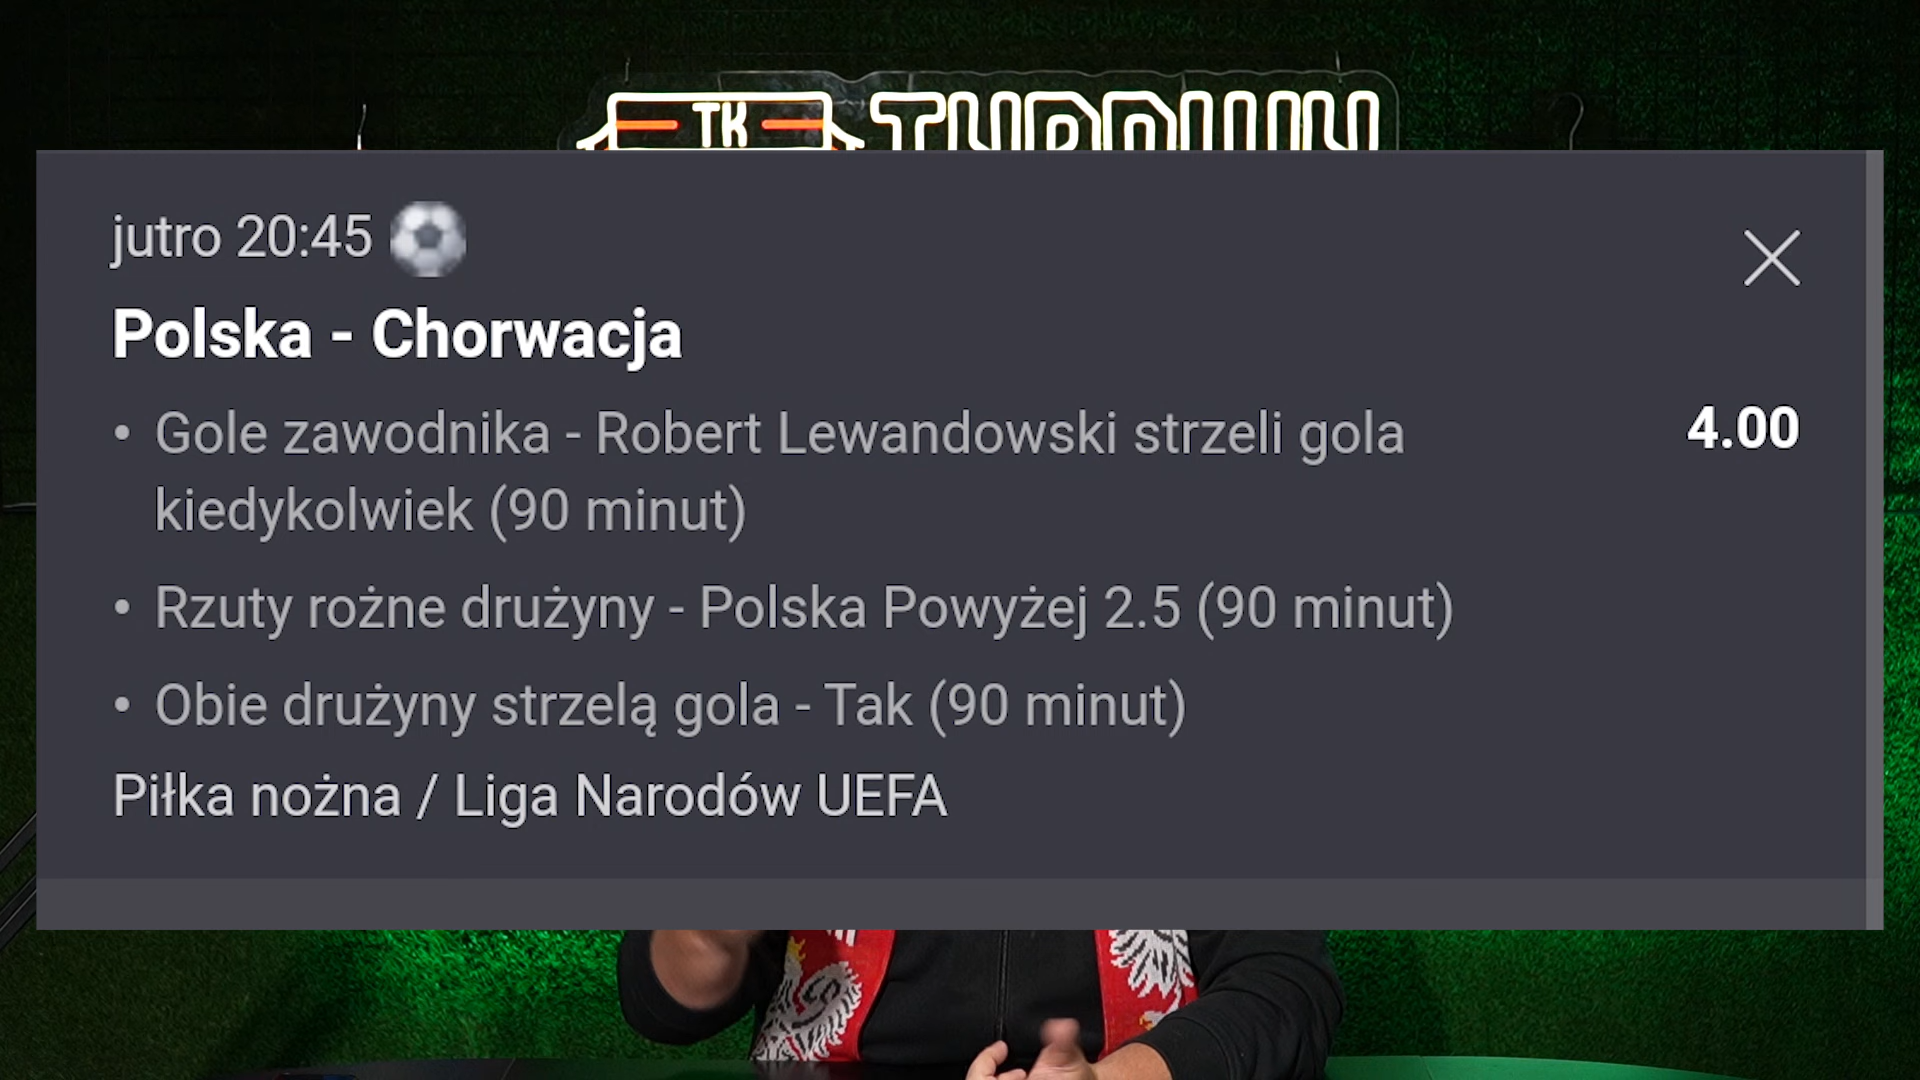 TK
jutro 20:45
Polska - Chorwacja
• Gole zawodnika - Robert Lewandowski strzeli gola
kiedykolwiek (90 minut)
4.00
• Rzuty rożne drużyny - Polska Powyżej 2.5 (90 minut)
• Obie drużyny strzelą gola - Tak (90 minut)
Piłka nożna / Liga Narodów UEFA